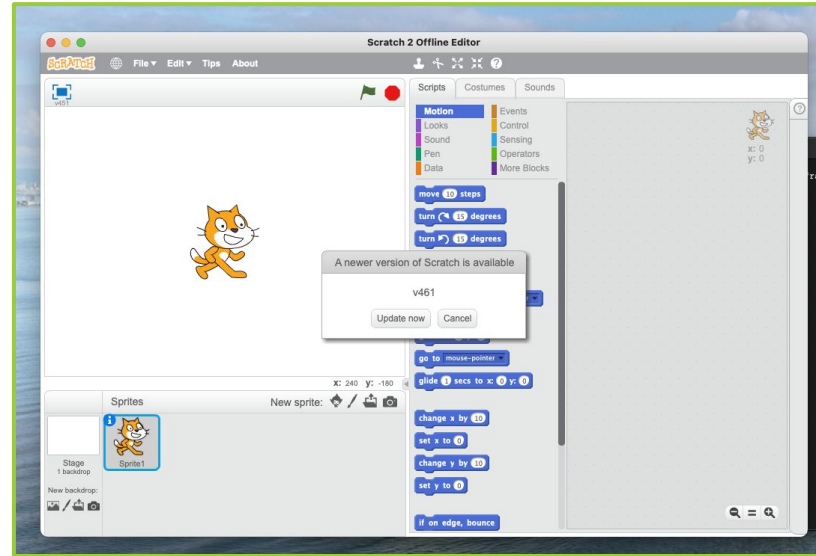 Scratch 2 Offline Editor
SCRATCH File Edit Tips About
v451
Scripts Costumes Sounds
Motion Events
Looks Control
Sound Sensing
Pen Operators
Data More Blocks
x: 0
y: 0
move 10 steps
turn 15 degrees
turn 15 degrees
A newer version of Scratch is available
v461
Update now Cancel
go to mouse-pointer
glide 1 secs to x: 0 y: 0
X: 240 y: -180
Sprites New sprite:
change x by 10
set x to 0
change y by 10
set y to 0
if on edge, bounce
Stage
1 backdrop
Sprite1
New backdrop: